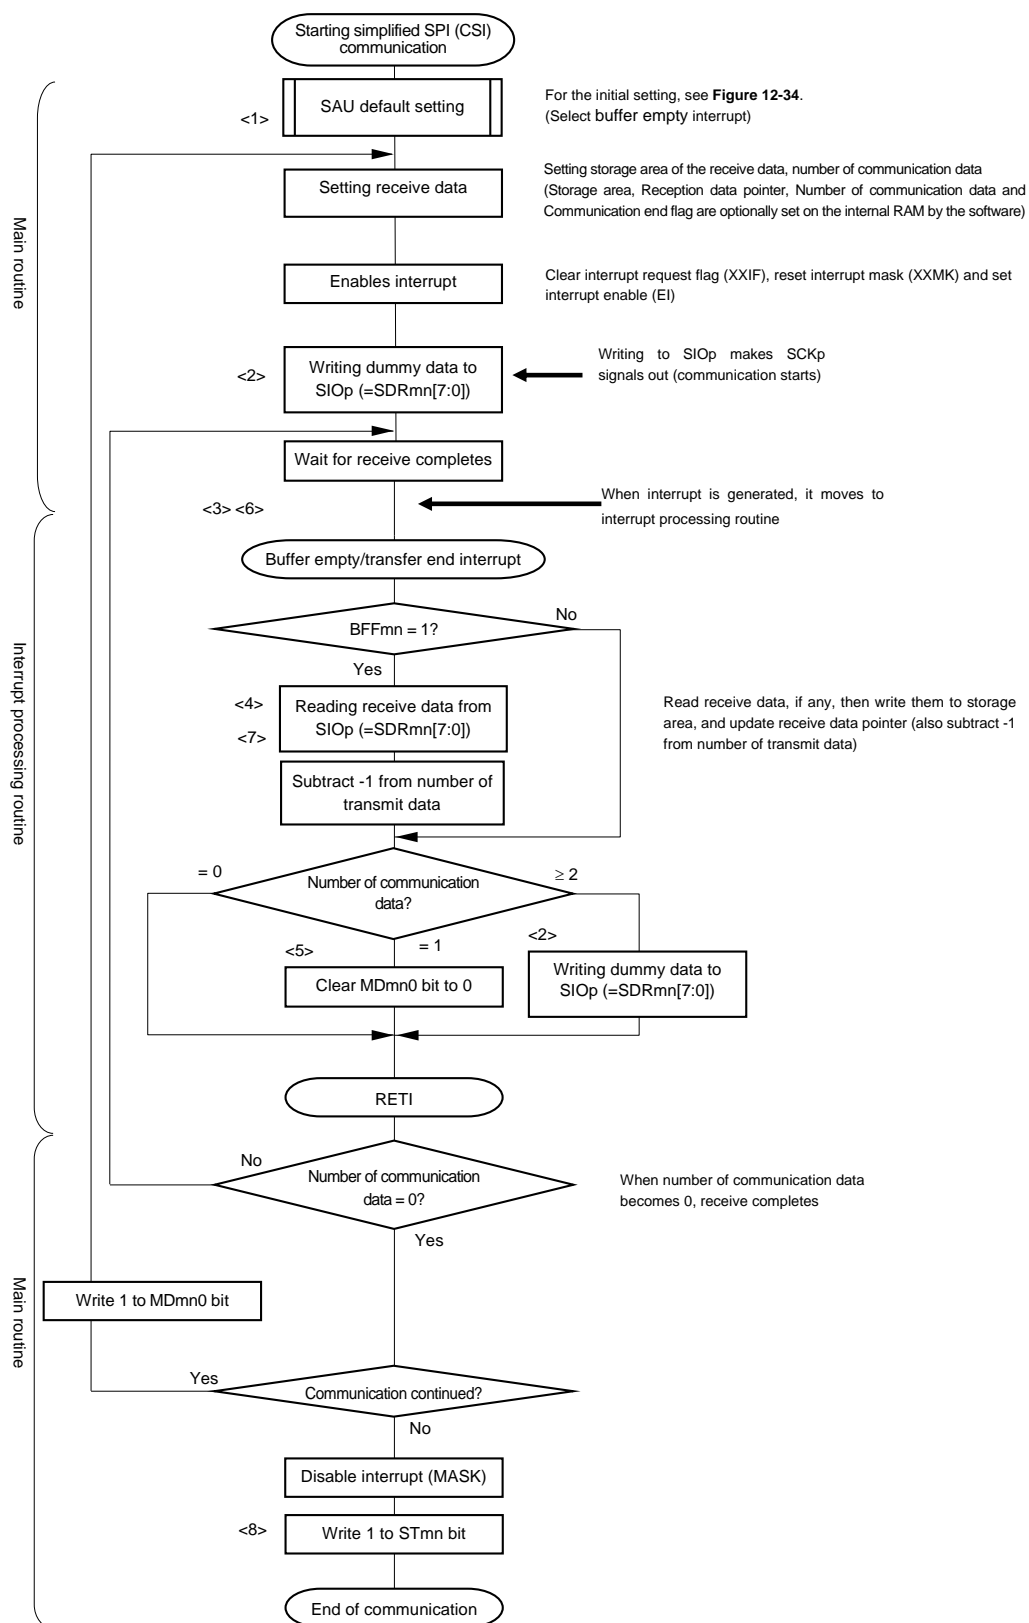 Starting simplified SPI (CSI)
communication
SAU default setting
<1>
For the initial setting, see Figure 12-34.
(Select buffer empty interrupt)
Setting receive data
Setting storage area of the receive data, number of communication data
(Storage area, Reception data pointer, Number of communication data and
Communication end flag are optionally set on the internal RAM by the software)
Main routine
Enables interrupt
Clear interrupt request flag (XXIF), reset interrupt mask (XXMK) and set
interrupt enable (EI)
<2>
Writing dummy data to
SIOp (=SDRmn[7:0])
Writing to SIOp makes SCKp
signals out (communication starts)
Wait for receive completes
<3> <6>
When interrupt is generated, it moves to
interrupt processing routine
Buffer empty/transfer end interrupt
BFFmn = 1?
No
Yes
Interrupt processing routine
<4>
<7>
Reading receive data from
SIOp (=SDRmn[7:0])
Read receive data, if any, then write them to storage
area, and update receive data pointer (also subtract -1
from number of transmit data)
Subtract -1 from number of
transmit data
= 0
Number of communication
data?
≥ 2
= 1
<5>
Clear MDmn0 bit to 0
<2>
Writing dummy data to
SIOp (=SDRmn[7:0])
RETI
No
Number of communication
data = 0?
Yes
When number of communication data
becomes 0, receive completes
Main routine
Write 1 to MDmn0 bit
Yes
Communication continued?
No
Disable interrupt (MASK)
<8>
Write 1 to STmn bit
End of communication